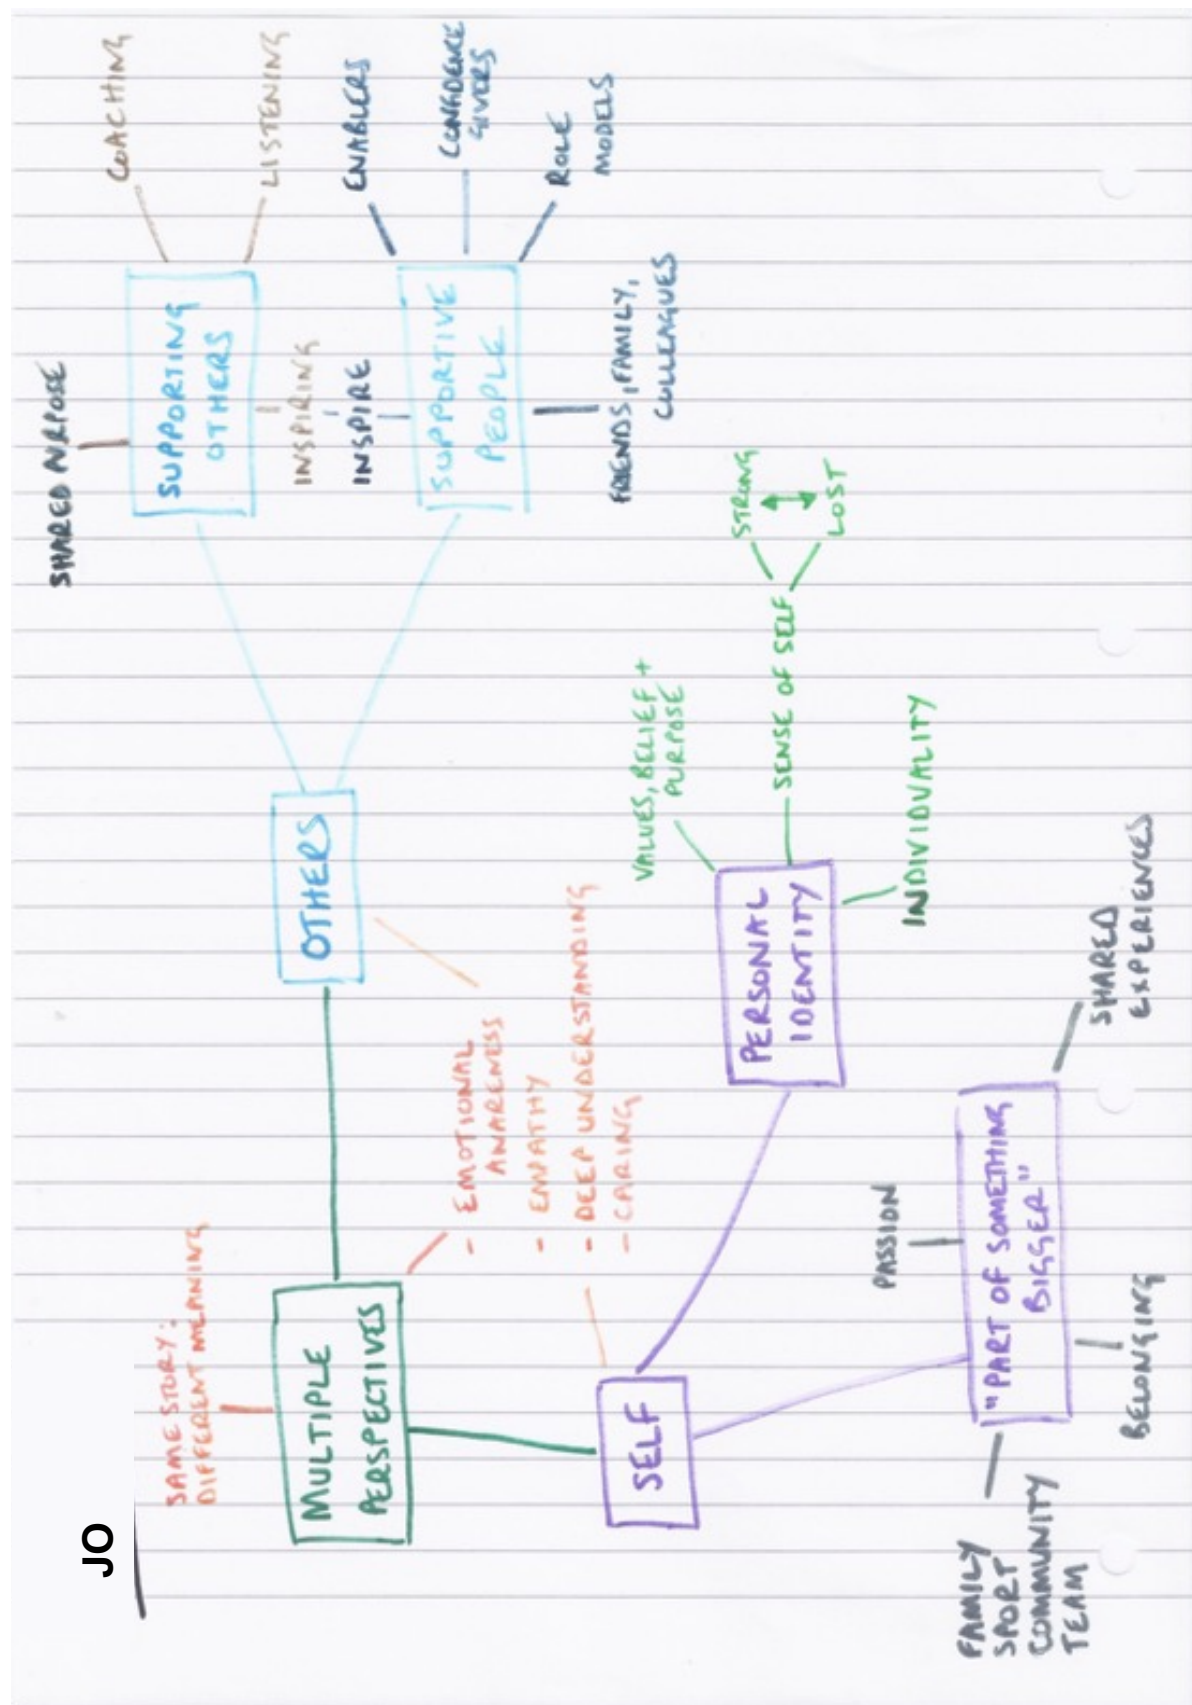 JO
SAME STORY:
DIFFERENT MEANING
MULTIPLE
PERSPECTIVES
- EMOTIONAL
AWARENESS
- EMPATHY
- DEEP UNDERSTANDING
- CARING
OTHERS
SHARED PURPOSE
SUPPORTING
OTHERS
COACHING
LISTENING
INSPIRING
INSPIRE
SUPPORTIVE
PEOPLE
ENABLERS
CONFIDENCE
GIVERS
ROLE
MODELS
FRIENDS, FAMILY,
COLLEAGUES
SELF
PERSONAL
IDENTITY
VALUES, BELIEF +
PURPOSE
SENSE OF SELF
STRONG
LOST
INDIVIDUALITY
"PART OF SOMETHING
BIGGER"
PASSION
SHARED
EXPERIENCES
BELONGING
FAMILY
SPORT
COMMUNITY
TEAM